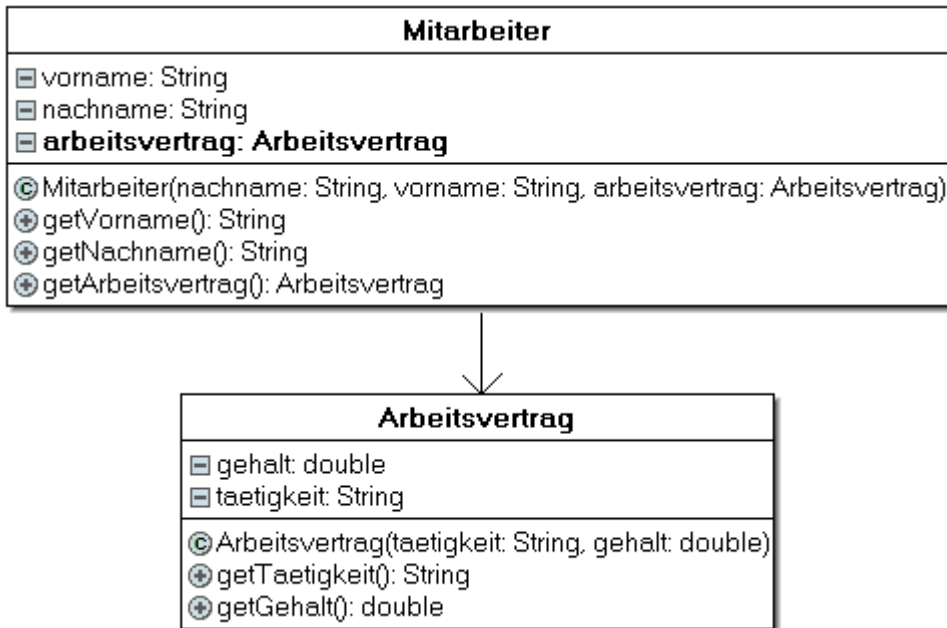 Mitarbeiter
vorname: String
nachname: String
arbeitsvertrag: Arbeitsvertrag
Mitarbeiter(nachname: String, vorname: String, arbeitsvertrag: Arbeitsvertrag)
getVorname(): String
getNachname(): String
getArbeitsvertrag(): Arbeitsvertrag
Arbeitsvertrag
gehalt: double
taetigkeit: String
Arbeitsvertrag(taetigkeit: String, gehalt: double)
getTaetigkeit(): String
getGehalt(): double